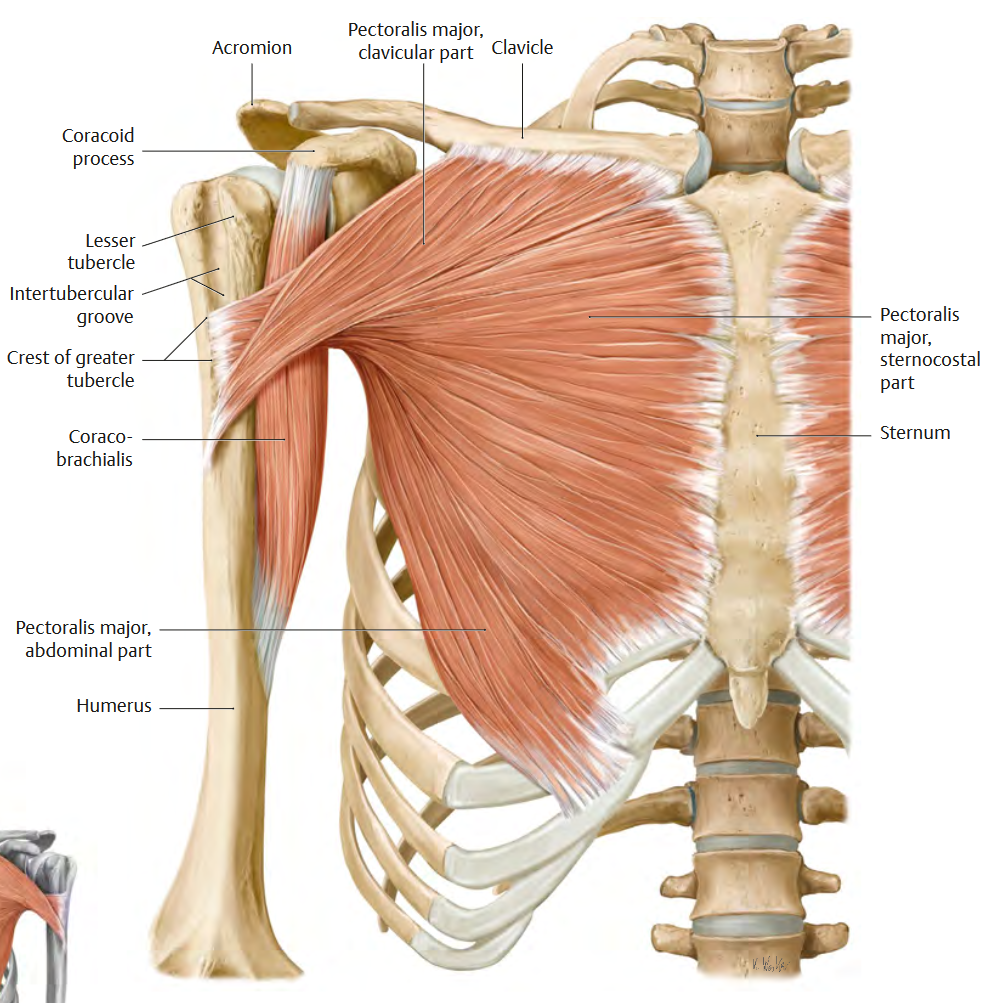 Pectoralis major,
clavicular part
Acromion
Clavicle
Coracoid
process
Lesser
tubercle
Intertubercular
groove
Crest of greater
tubercle
Coraco-
brachialis
Pectoralis major,
abdominal part
Humerus
Pectoralis
major,
sternocostal
part
Sternum